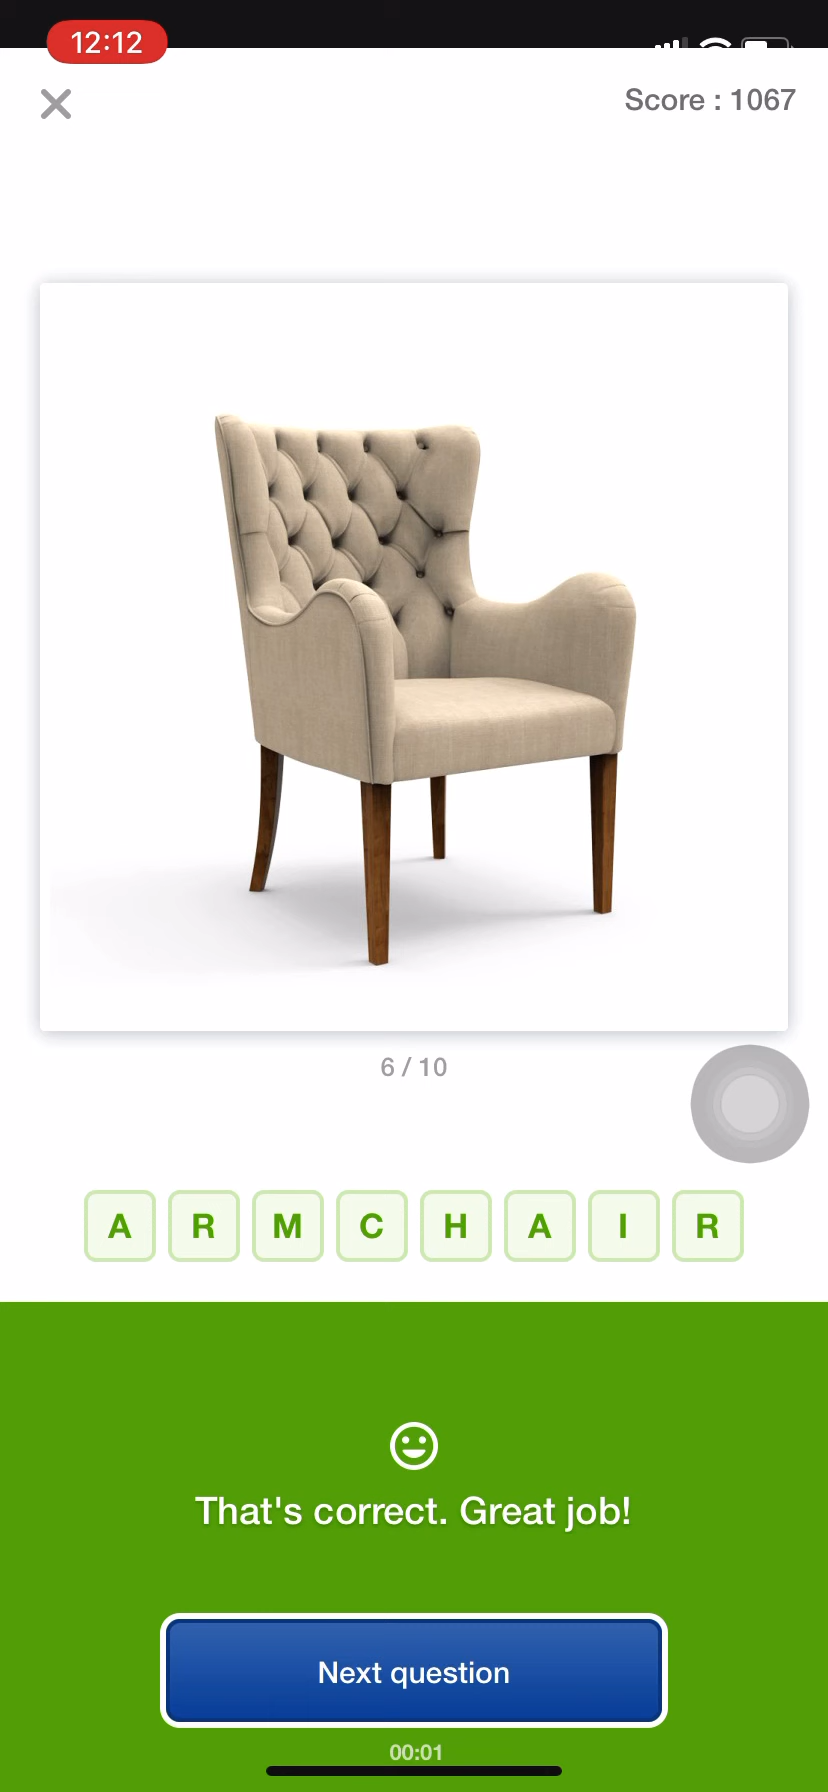 12:12
Score : 1067
6 / 10
A R M C H A I R
That's correct. Great job!
Next question
00:01